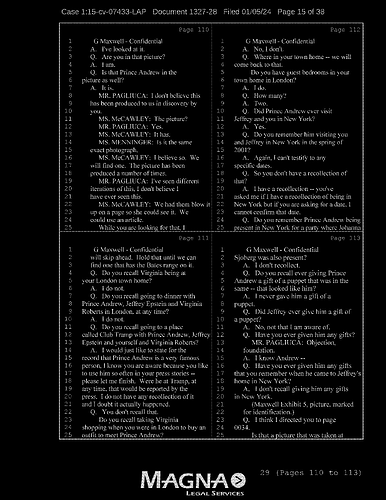 Case 1:15-cv-07433-LAP Document 1327-28 Filed 01/05/24 Page 15 of 38
Page 110
1 G Maxwell - Confidential
2 A. I've looked at it.
3 Q. Are you in that picture?
4 A. I am.
5 Q. Is that Prince Andrew in the
6 picture as well?
7 A. It is.
8 MR. PAGLIUCA: I don't believe this
9 has been produced to us in discovery by
10 you.
11 MS. McCAWLEY: The picture?
12 MR. PAGLIUCA: Yes.
13 MS. McCAWLEY: It has.
14 MS. MENNINGER: Is it the same
15 exact photograph.
16 MS. McCAWLEY: I believe so. We
17 will find one. The picture has been
18 produced a number of times.
19 MR. PAGLIUCA: I've seen different
20 iterations of this, I don't believe I
21 have ever seen this.
22 MS. McCAWLEY: We had them blow it
23 up on a page so she could see it. We
24 could use article.
25 While you are looking for that, I
Page 111
1 G Maxwell - Confidential
2 will skip ahead. Hold that until we can
3 find one that has the Bates range on it.
4 Q. Do you recall Virginia being at
5 your London town home?
6 A. I do not.
7 Q. Do you recall going to dinner with
8 Prince Andrew, Jeffrey Epstein and Virginia
9 Roberts in London, at any time?
10 A. I do not.
11 Q. Do you recall going to a place
12 called Club Tramp with Prince Andrew, Jeffrey
13 Epstein and yourself and Virginia Roberts?
14 A. I would just like to state for the
15 record that Prince Andrew is a very famous
16 person, I know you are aware because you like
17 to use him so often in your press stories --
18 please let me finish. Were he at Tramp, at
19 any time, that would be reported by the
20 press. I do not have any recollection of it
21 and I doubt it actually happened.
22 Q. You don't recall that.
23 Do you recall taking Virginia
24 shopping when you were in London to buy an
25 outfit to meet Prince Andrew?
Page 112
1 G Maxwell - Confidential
2 A. No, I don't.
3 Q. Where in your town home -- we will
4 come back to that.
5 Do you have guest bedrooms in your
6 town home in London?
7 A. I do.
8 Q. How many?
9 A. Two.
10 Q. Did Prince Andrew ever visit
11 Jeffrey and you in New York?
12 A. Yes.
13 Q. Do you remember him visiting you
14 and Jeffrey in New York in the spring of
15 2001?
16 A. Again, I can't testify to any
17 specific dates.
18 Q. So you don't have a recollection of
19 that?
20 A. I have a recollection -- you've
21 asked me if I have a recollection of being in
22 New York but if you are asking for a date, I
23 cannot confirm that date.
24 Q. Do you remember Prince Andrew being
25 present in New York for a party where Johanna
Page 113
1 G Maxwell - Confidential
2 Sjoberg was also present?
3 A. I don't recollect.
4 Q. Do you recall ever giving Prince
5 Andrew a gift of a puppet that was in the
6 same -- that looked like him?
7 A. I never gave him a gift of a
8 puppet.
9 Q. Did Jeffrey ever give him a gift of
10 a puppet?
11 A. No, not that I am aware of.
12 Q. Have you ever given him any gifts?
13 MR. PAGLIUCA: Objection,
14 foundation.
15 A. I know Andrew --
16 Q. Have you ever given him any gifts
17 that you remember when he came to Jeffrey's
18 home in New York?
19 A. I don't recall giving him any gifts
20 in New York.
21 (Maxwell Exhibit 5, picture, marked
22 for identification.)
23 Q. I think I directed you to page
24 0034.
25 Is that a picture that was taken at
29 (Pages 110 to 113)
MAGNA
LEGAL SERVICES